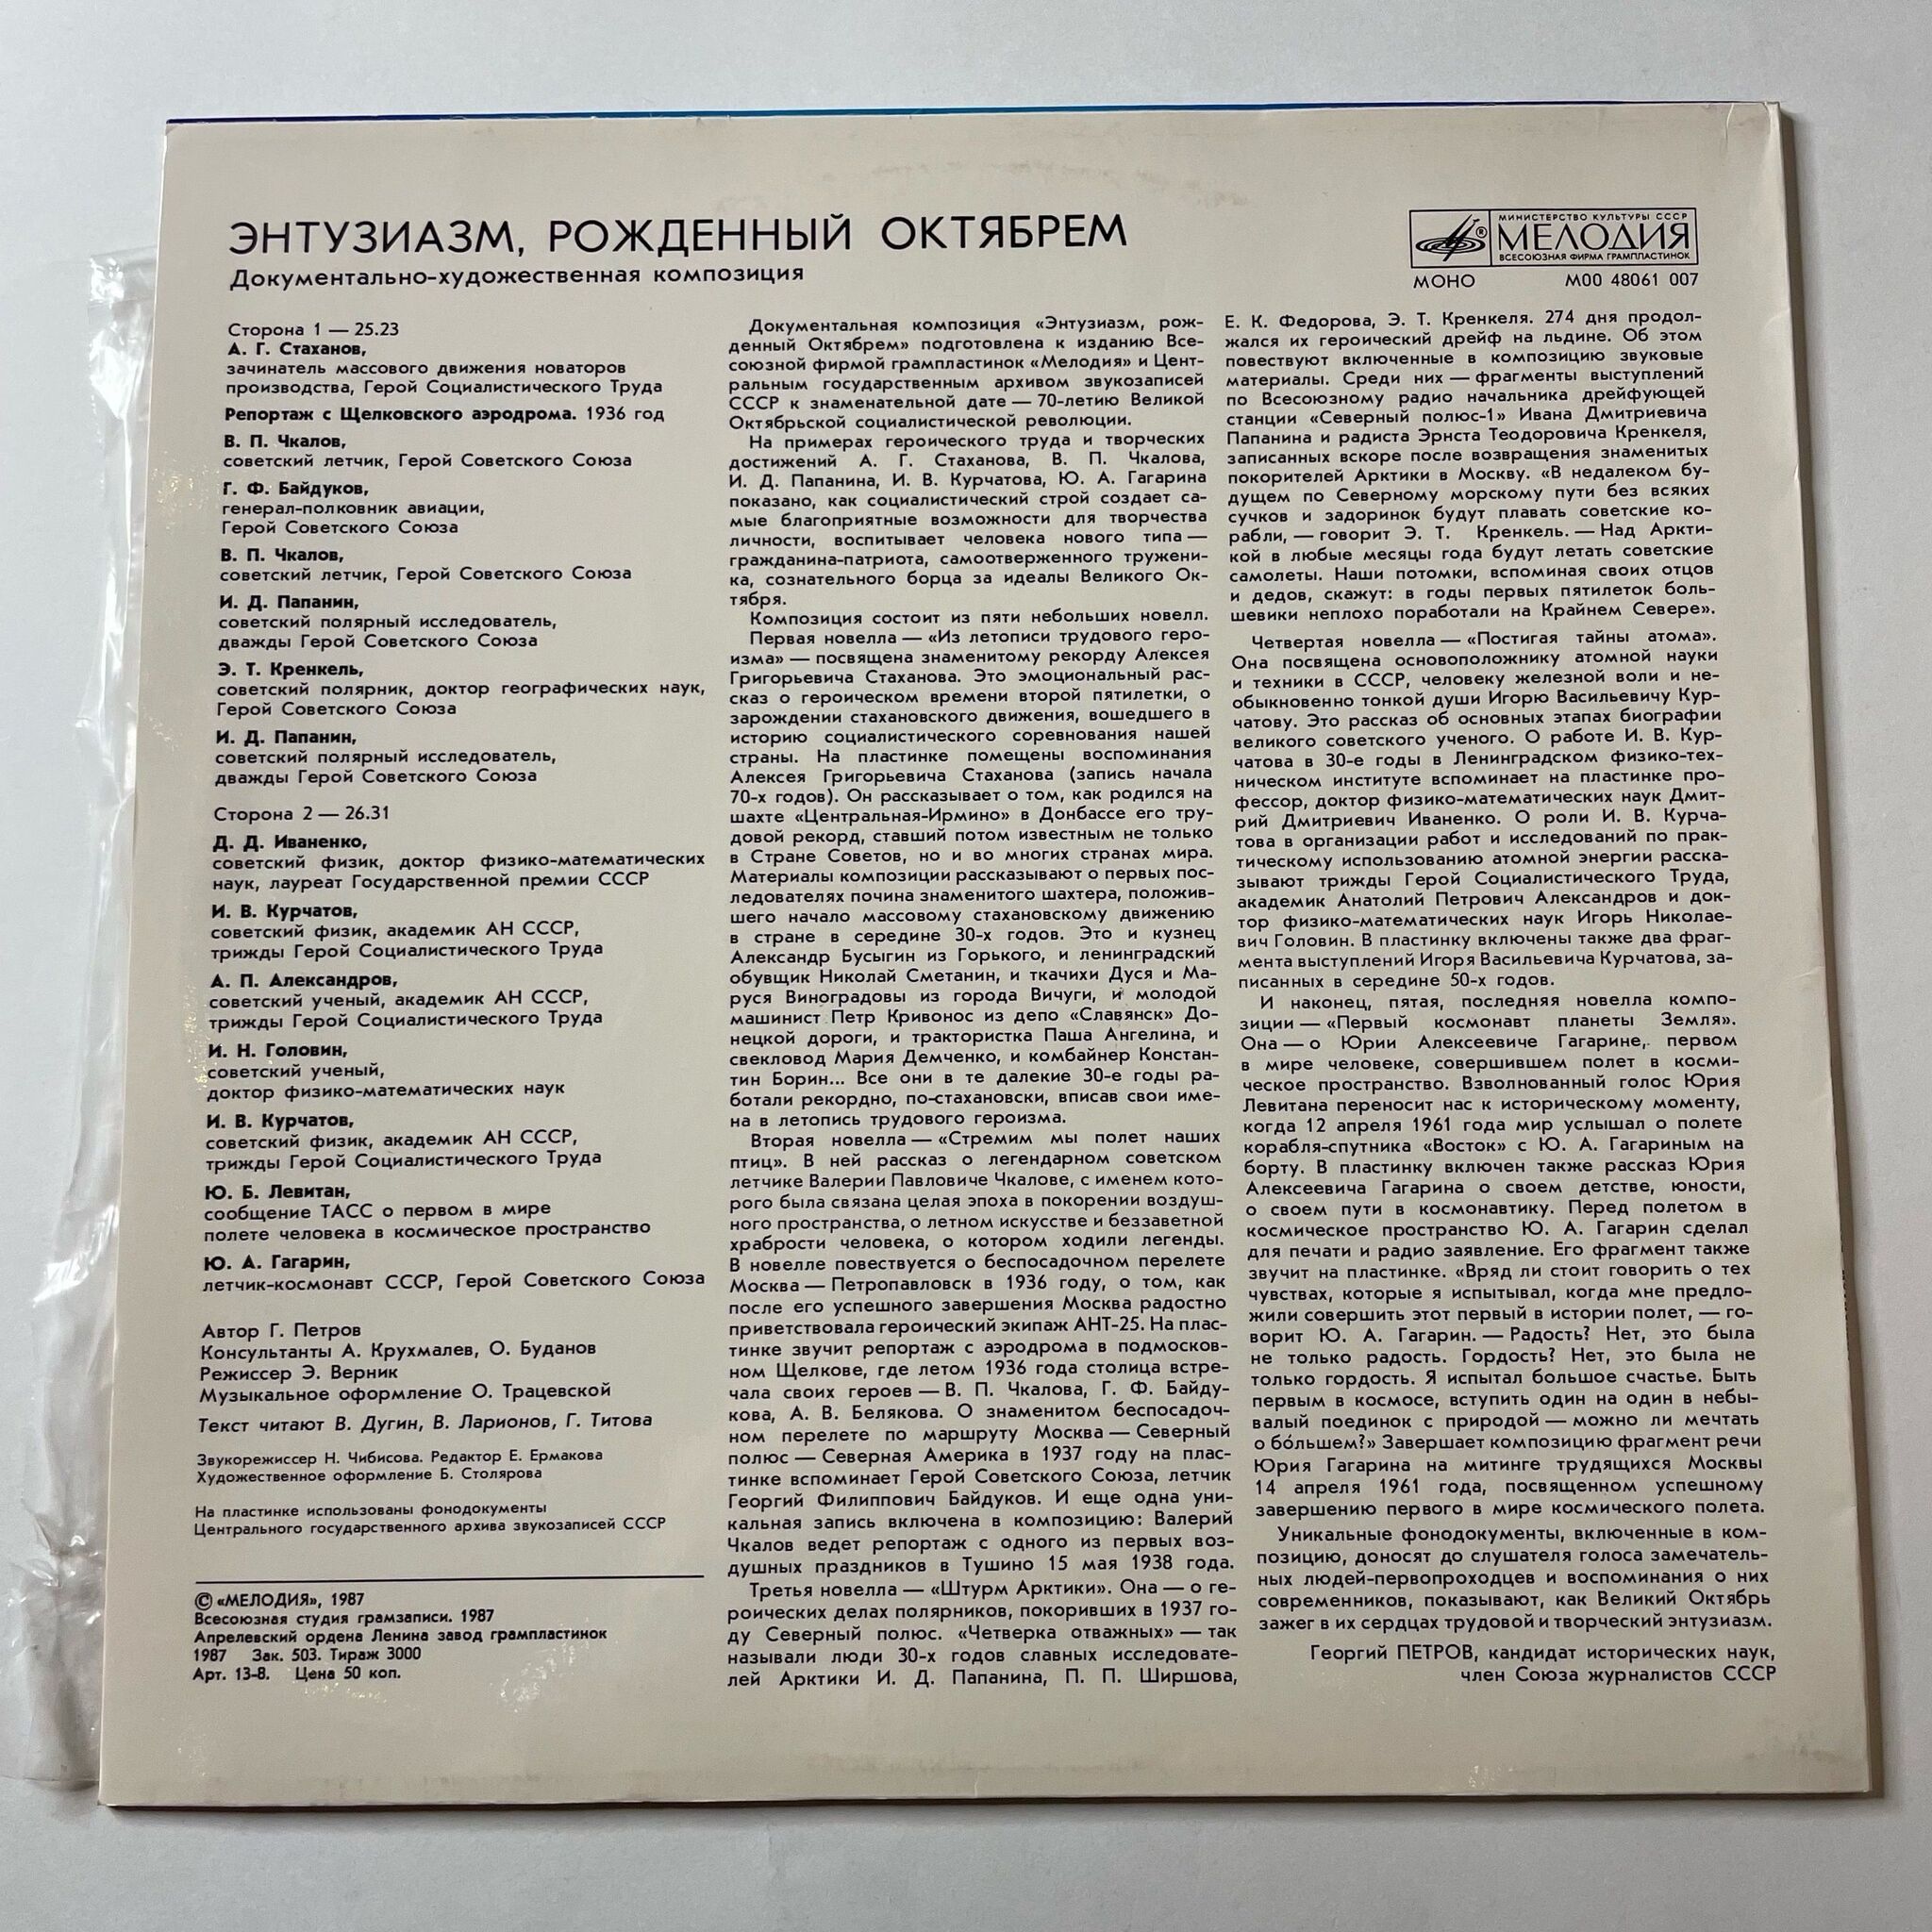 ЭНТУЗИАЗМ, РОЖДЕННЫЙ ОКТЯБРЕМ
Документально-художественная композиция
МИНИСТЕРСТВО КУЛЬТУРЫ СССР
МЕЛОДИЯ
ВСЕСОЮЗНАЯ ФИРМА ГРАМПЛАСТИНОК
МОНО М00 48061 007
Сторона 1 — 25.23
А. Г. Стаханов,
зачинатель массового движения новаторов
производства, Герой Социалистического Труда
Репортаж с Щелковского аэродрома. 1936 год
В. П. Чкалов,
советский летчик, Герой Советского Союза
Г. Ф. Байдуков,
генерал-полковник авиации,
Герой Советского Союза
В. П. Чкалов,
советский летчик, Герой Советского Союза
И. Д. Папанин,
советский полярный исследователь,
дважды Герой Советского Союза
Э. Т. Кренкель,
советский полярник, доктор географических наук,
Герой Советского Союза
И. Д. Папанин,
советский полярный исследователь,
дважды Герой Советского Союза
Сторона 2 — 26.31
Д. Д. Иваненко,
советский физик, доктор физико-математических
наук, лауреат Государственной премии СССР
И. В. Курчатов,
советский физик, академик АН СССР,
трижды Герой Социалистического Труда
А. П. Александров,
советский ученый, академик АН СССР,
трижды Герой Социалистического Труда
И. Н. Головин,
советский ученый,
доктор физико-математических наук
И. В. Курчатов,
советский физик, академик АН СССР,
трижды Герой Социалистического Труда
Ю. Б. Левитан,
сообщение ТАСС о первом в мире
полете человека в космическое пространство
Ю. А. Гагарин,
летчик-космонавт СССР, Герой Советского Союза
Автор Г. Петров
Консультанты А. Крухмалев, О. Буданов
Режиссер Э. Верник
Музыкальное оформление О. Трацевской
Текст читают В. Дугин, В. Ларионов, Г. Титова
Звукорежиссер Н. Чибисова. Редактор Е. Ермакова
Художественное оформление Б. Столярова
На пластинке использованы фонодокументы
Центрального государственного архива звукозаписей СССР
© «МЕЛОДИЯ», 1987
Всесоюзная студия грамзаписи. 1987
Апрелевский ордена Ленина завод грампластинок
1987 Зак. 503. Тираж 3000
Арт. 13-8. Цена 50 коп.
Документальная композиция «Энтузиазм, рож-
денный Октябрем» подготовлена к изданию Все-
союзной фирмой грампластинок «Мелодия» и Цент-
ральным государственным архивом звукозаписей
СССР к знаменательной дате — 70-летию Великой
Октябрьской социалистической революции.
На примерах героического труда и творческих
достижений А. Г. Стаханова, В. П. Чкалова,
И. Д. Папанина, И. В. Курчатова, Ю. А. Гагарина
показано, как социалистический строй создает са-
мые благоприятные возможности для творчества
личности, воспитывает человека нового типа —
гражданина-патриота, самоотверженного тружени-
ка, сознательного борца за идеалы Великого Ок-
тября.
Композиция состоит из пяти небольших новелл.
Первая новелла — «Из летописи трудового геро-
изма» — посвящена знаменитому рекорду Алексея
Григорьевича Стаханова. Это эмоциональный рас-
сказ о героическом времени второй пятилетки, о
зарождении стахановского движения, вошедшего в
историю социалистического соревнования нашей
страны. На пластинке помещены воспоминания
Алексея Григорьевича Стаханова (запись начала
70-х годов). Он рассказывает о том, как родился на
шахте «Центральная-Ирмино» в Донбассе его тру-
довой рекорд, ставший потом известным не только
в Стране Советов, но и во многих странах мира.
Материалы композиции рассказывают о первых пос-
ледователях почина знаменитого шахтера, положив-
шего начало массовому стахановскому движению
в стране в середине 30-х годов. Это и кузнец
Александр Бусыгин из Горького, и ленинградский
обувщик Николай Сметанин, и ткачихи Дуся и Ма-
руся Виноградовы из города Вичуги, и молодой
машинист Петр Кривонос из депо «Славянск» До-
нецкой дороги, и трактористка Паша Ангелина, и
свекловод Мария Демченко, и комбайнер Констан-
тин Борин... Все они в те далекие 30-е годы ра-
ботали рекордно, по-стахановски, вписав свои име-
на в летопись трудового героизма.
Вторая новелла — «Стремим мы полет наших
птиц». В ней рассказ о легендарном советском
летчике Валерии Павловиче Чкалове, с именем кото-
рого была связана целая эпоха в покорении воздуш-
ного пространства, о летном искусстве и беззаветной
храбрости человека, о котором ходили легенды.
В новелле повествуется о беспосадочном перелете
Москва — Петропавловск в 1936 году, о том, как
после его успешного завершения Москва радостно
приветствовала героический экипаж АНТ-25. На плас-
тинке звучит репортаж с аэродрома в подмосков-
ном Щелкове, где летом 1936 года столица встре-
чала своих героев — В. П. Чкалова, Г. Ф. Байду-
кова, А. В. Белякова. О знаменитом беспосадоч-
ном перелете по маршруту Москва — Северный
полюс — Северная Америка в 1937 году на плас-
тинке вспоминает Герой Советского Союза, летчик
Георгий Филиппович Байдуков. И еще одна уни-
кальная запись включена в композицию: Валерий
Чкалов ведет репортаж с одного из первых воз-
душных праздников в Тушино 15 мая 1938 года.
Третья новелла — «Штурм Арктики». Она — о ге-
роических делах полярников, покоривших в 1937 го-
ду Северный полюс. «Четверка отважных» — так
называли люди 30-х годов славных исследовате-
лей Арктики И. Д. Папанина, П. П. Ширшова,
Е. К. Федорова, Э. Т. Кренкеля. 274 дня продол-
жался их героический дрейф на льдине. Об этом
повествуют включенные в композицию звуковые
материалы. Среди них — фрагменты выступлений
по Всесоюзному радио начальника дрейфующей
станции «Северный полюс-1» Ивана Дмитриевича
Папанина и радиста Эрнста Теодоровича Кренкеля,
записанных вскоре после возвращения знаменитых
покорителей Арктики в Москву. «В недалеком бу-
дущем по Северному морскому пути без всяких
сучков и задоринок будут плавать советские ко-
рабли, — говорит Э. Т. Кренкель. — Над Аркти-
кой в любые месяцы года будут летать советские
самолеты. Наши потомки, вспоминая своих отцов
и дедов, скажут: в годы первых пятилеток боль-
шевики неплохо поработали на Крайнем Севере».
Четвертая новелла — «Постигая тайны атома».
Она посвящена основоположнику атомной науки
и техники в СССР, человеку железной воли и не-
обыкновенно тонкой души Игорю Васильевичу Кур-
чатову. Это рассказ об основных этапах биографии
великого советского ученого. О работе И. В. Кур-
чатова в 30-е годы в Ленинградском физико-тех-
ническом институте вспоминает на пластинке про-
фессор, доктор физико-математических наук Дмит-
рий Дмитриевич Иваненко. О роли И. В. Курча-
това в организации работ и исследований по прак-
тическому использованию атомной энергии расска-
зывают трижды Герой Социалистического Труда,
академик Анатолий Петрович Александров и док-
тор физико-математических наук Игорь Николае-
вич Головин. В пластинку включены также два фраг-
мента выступлений Игоря Васильевича Курчатова, за-
писанных в середине 50-х годов.
И наконец, пятая, последняя новелла компо-
зиции — «Первый космонавт планеты Земля».
Она — о Юрии Алексеевиче Гагарине, первом
в мире человеке, совершившем полет в косми-
ческое пространство. Взволнованный голос Юрия
Левитана переносит нас к историческому моменту,
когда 12 апреля 1961 года мир услышал о полете
корабля-спутника «Восток» с Ю. А. Гагариным на
борту. В пластинку включен также рассказ Юрия
Алексеевича Гагарина о своем детстве, юности,
о своем пути в космонавтику. Перед полетом в
космическое пространство Ю. А. Гагарин сделал
для печати и радио заявление. Его фрагмент также
звучит на пластинке. «Вряд ли стоит говорить о тех
чувствах, которые я испытывал, когда мне предло-
жили совершить этот первый в истории полет, — го-
ворит Ю. А. Гагарин. — Радость? Нет, это была
не только радость. Гордость? Нет, это была не
только гордость. Я испытал большое счастье. Быть
первым в космосе, вступить один на один в небы-
валый поединок с природой — можно ли мечтать
о бо́льшем?» Завершает композицию фрагмент речи
Юрия Гагарина на митинге трудящихся Москвы
14 апреля 1961 года, посвященном успешному
завершению первого в мире космического полета.
Уникальные фонодокументы, включенные в ком-
позицию, доносят до слушателя голоса замечатель-
ных людей-первопроходцев и воспоминания о них
современников, показывают, как Великий Октябрь
зажег в их сердцах трудовой и творческий энтузиазм.
Георгий ПЕТРОВ, кандидат исторических наук,
член Союза журналистов СССР